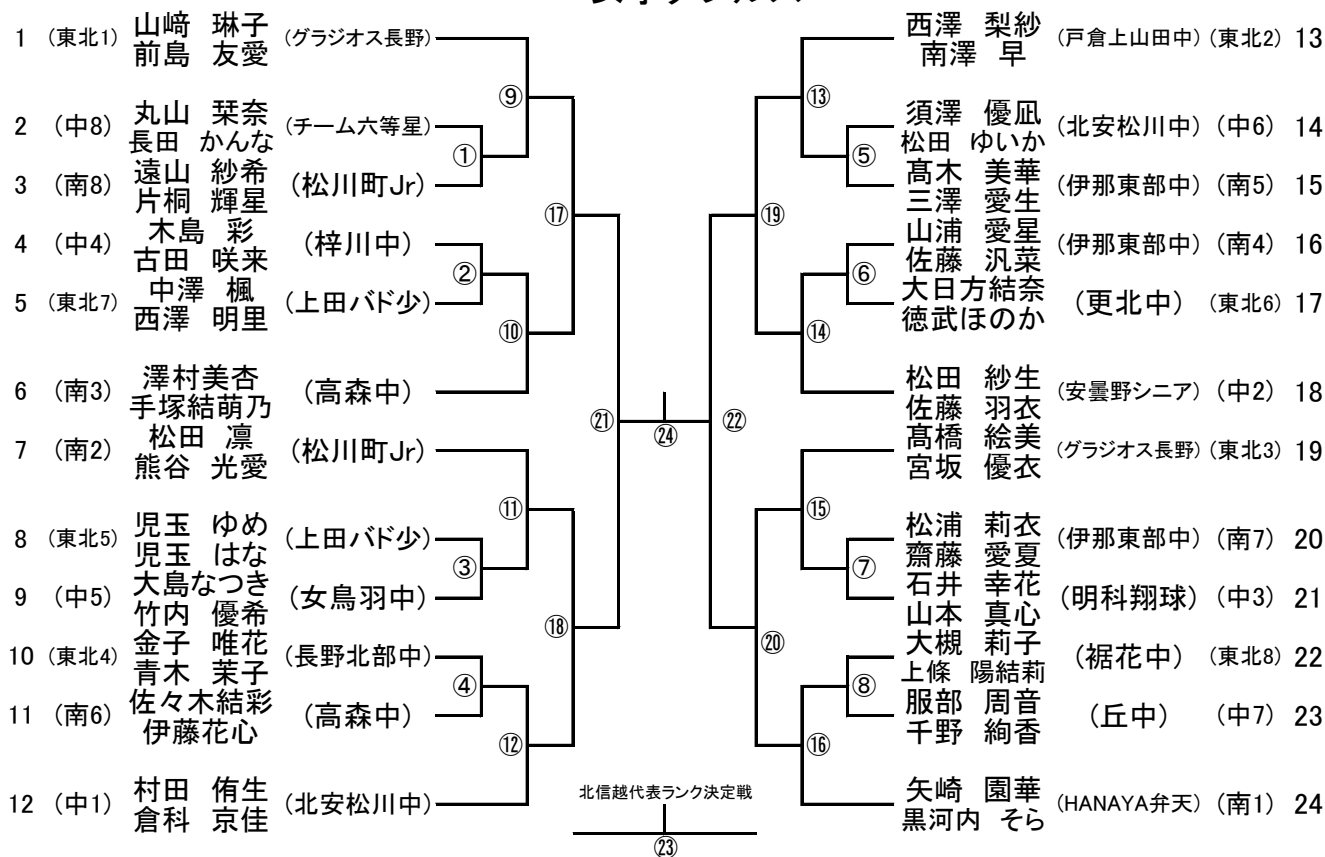 1 (東北1) 山﨑 琳子 (グラジオス長野)
前島 友愛
2 (中8) 丸山 栞奈 (チーム六等星)
長田 かんな
3 (南8) 遠山 紗希 (松川町Jr)
片桐 輝星
4 (中4) 木島 彩 (梓川中)
古田 咲来
5 (東北7) 中澤 楓 (上田バド少)
西澤 明里
6 (南3) 澤村美杏 (高森中)
手塚結萌乃
7 (南2) 松田 凛 (松川町Jr)
熊谷 光愛
8 (東北5) 児玉 ゆめ (上田バド少)
児玉 はな
9 (中5) 大島なつき (女鳥羽中)
竹内 優希
10 (東北4) 金子 唯花 (長野北部中)
青木 茉子
11 (南6) 佐々木結彩 (高森中)
伊藤花心
12 (中1) 村田 侑生 (北安松川中)
倉科 京佳
①
②
③
④
⑨
⑩
⑪
⑫
⑰
⑱
㉑
㉔
北信越代表ランク決定戦
㉓
㉒
⑲
⑳
⑬
⑭
⑮
⑯
⑤
⑥
⑦
⑧
西澤 梨紗 (戸倉上山田中) (東北2) 13
南澤 早
須澤 優凪 (北安松川中) (中6) 14
松田 ゆいか
髙木 美華 (伊那東部中) (南5) 15
三澤 愛生
山浦 愛星 (伊那東部中) (南4) 16
佐藤 汎菜
大日方結奈 (更北中) (東北6) 17
徳武ほのか
松田 紗生 (安曇野シニア) (中2) 18
佐藤 羽衣
髙橋 絵美 (グラジオス長野) (東北3) 19
宮坂 優衣
松浦 莉衣 (伊那東部中) (南7) 20
齋藤 愛夏
石井 幸花 (明科翔球) (中3) 21
山本 真心
大槻 莉子 (裾花中) (東北8) 22
上條 陽結莉
服部 周音 (丘中) (中7) 23
千野 絢香
矢崎 園華 (HANAYA弁天) (南1) 24
黒河内 そら